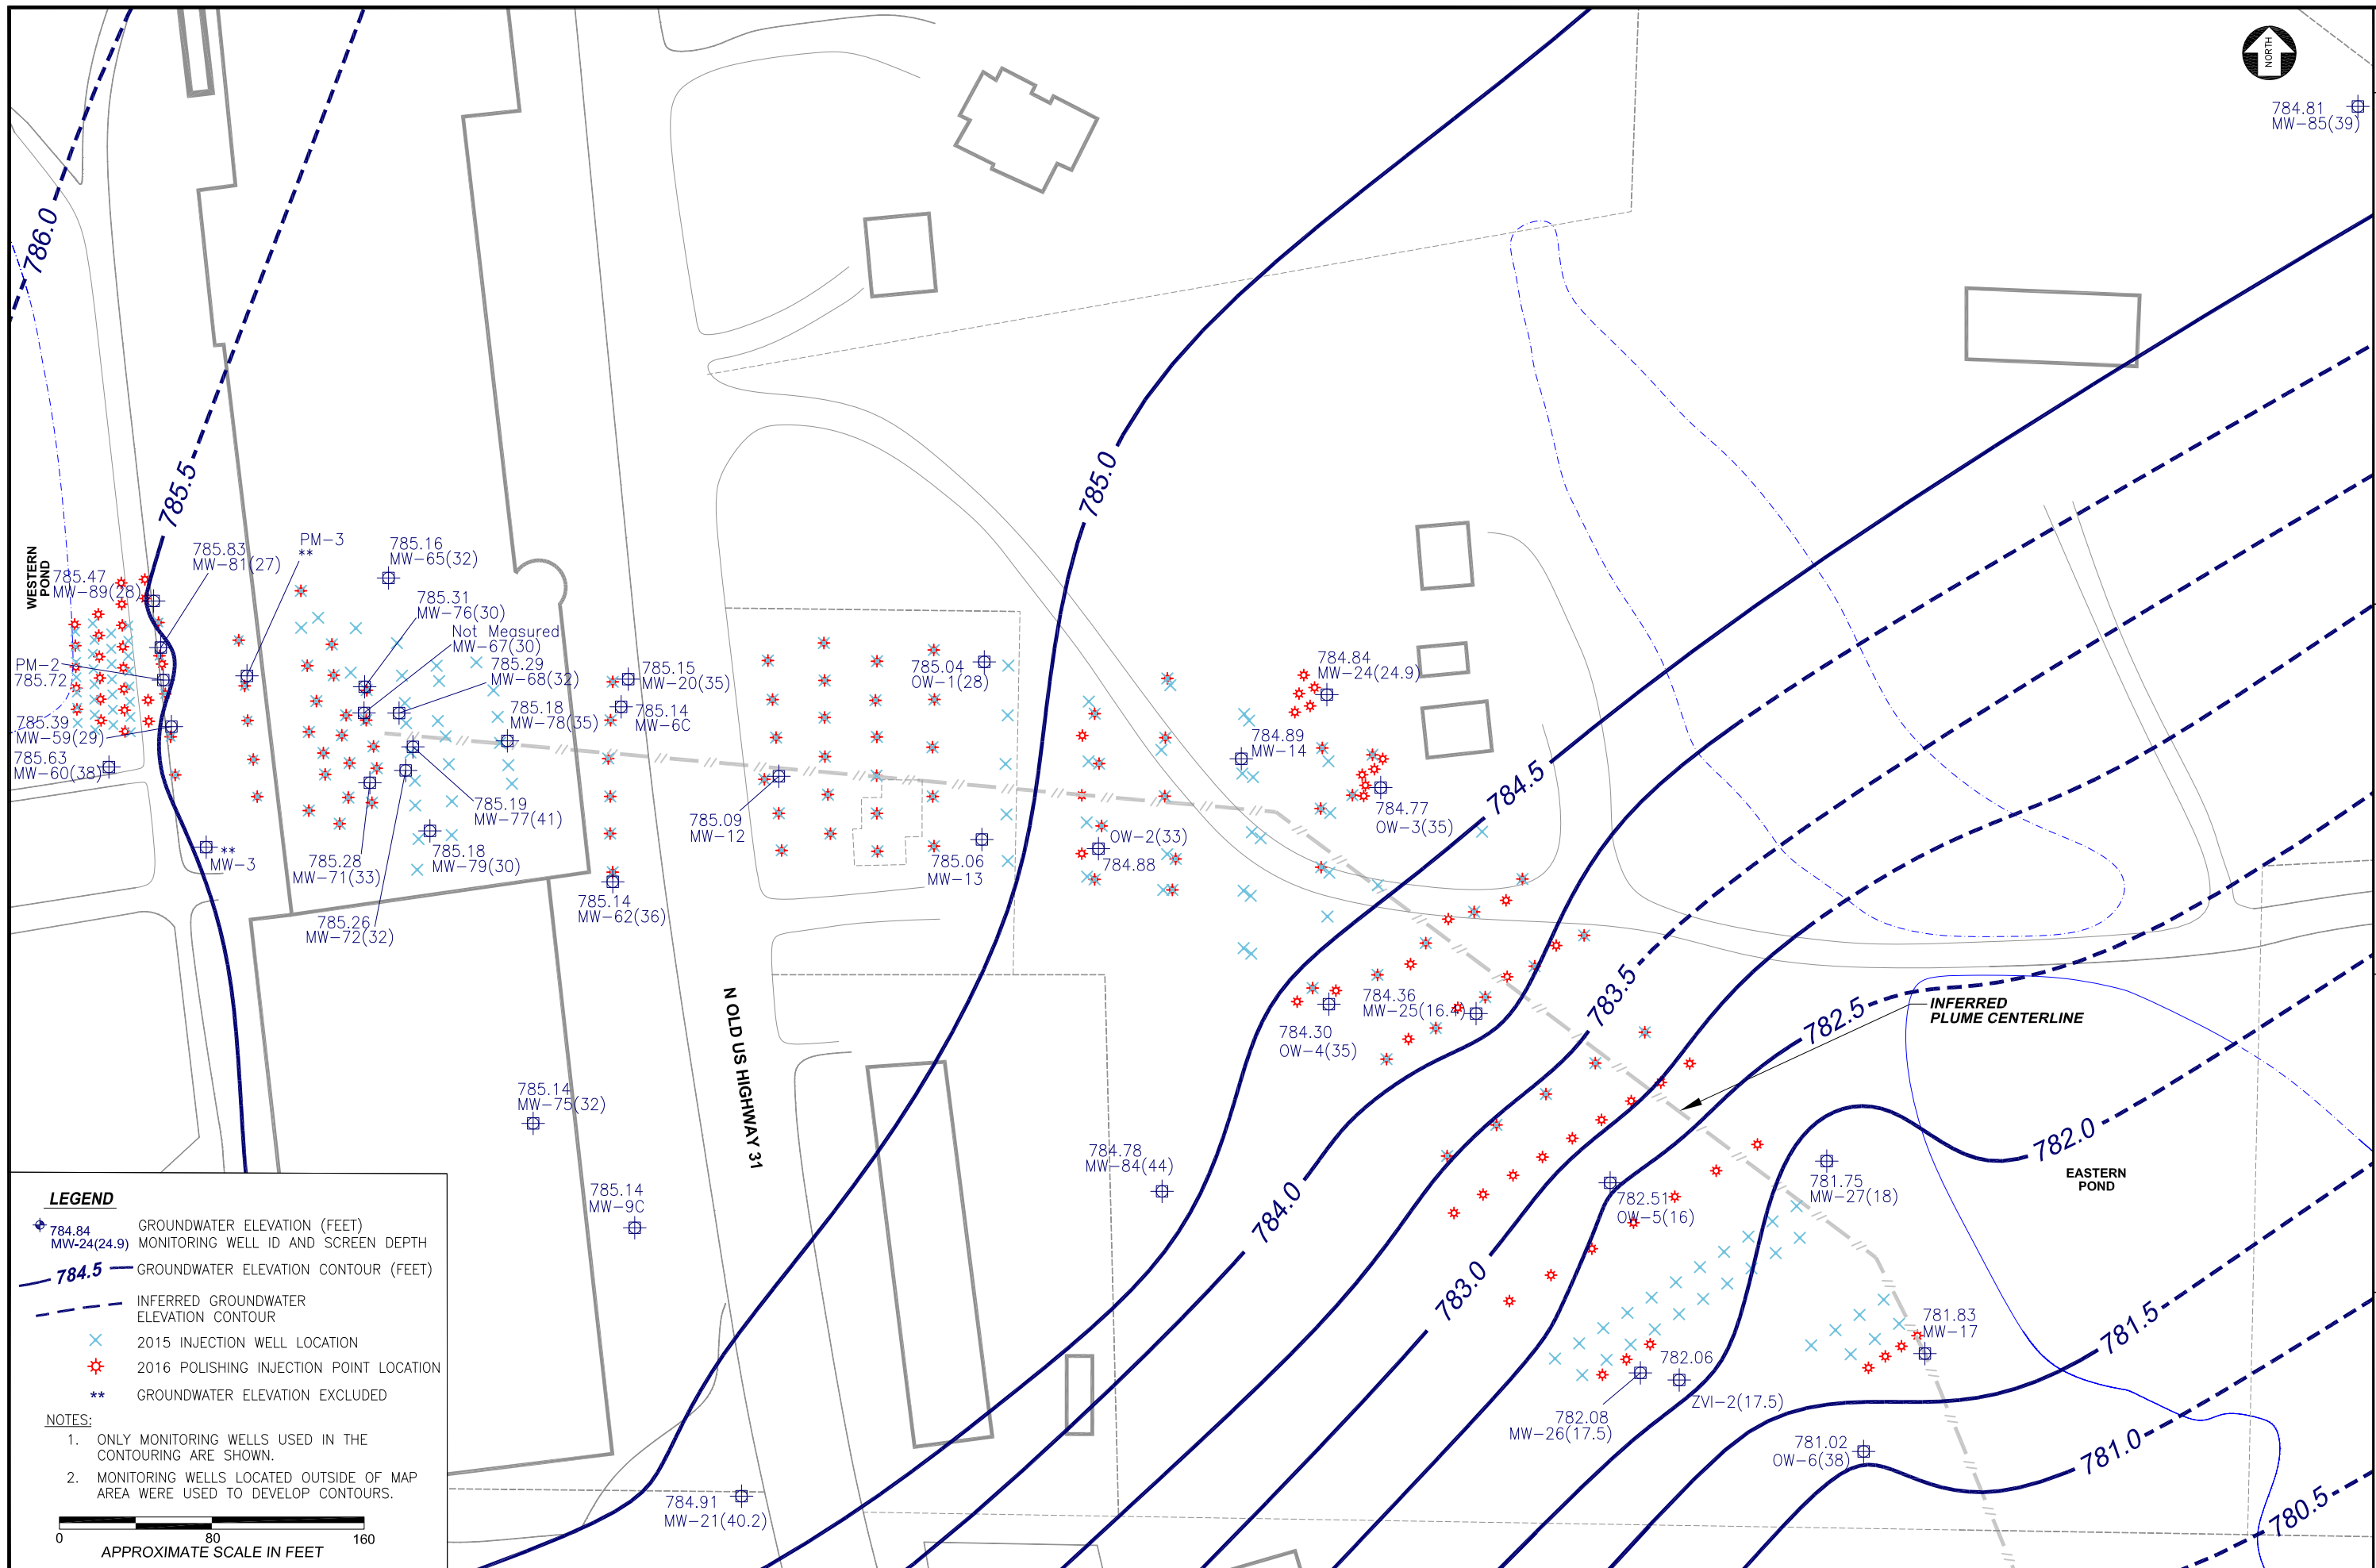 NORTH
784.81
MW-85(39)
786.0
785.5
785.0
WESTERN
POND
785.47
MW-89(28)
785.83
MW-81(27)
PM-3
**
785.16
MW-65(32)
785.31
MW-76(30)
Not Measured
MW-67(30)
785.29
MW-68(32)
785.18
MW-78(35)
PM-2
785.72
785.39
MW-59(29)
785.63
MW-60(38)
**
MW-3
785.28
MW-71(33)
785.26
MW-72(32)
785.19
MW-77(41)
785.18
MW-79(30)
785.15
MW-20(35)
785.14
MW-6C
785.14
MW-62(36)
785.09
MW-12
785.04
OW-1(28)
785.06
MW-13
OW-2(33)
784.88
784.84
MW-24(24.9)
784.89
MW-14
784.77
OW-3(35)
784.5
784.36
MW-25(16.4)
784.30
OW-4(35)
783.5
782.5
INFERRED
PLUME CENTERLINE
N OLD US HIGHWAY 31
785.14
MW-75(32)
785.14
MW-9C
784.78
MW-84(44)
784.0
783.0
782.51
OW-5(16)
781.75
MW-27(18)
782.0
EASTERN
POND
781.83
MW-17
781.5
782.06
ZVI-2(17.5)
782.08
MW-26(17.5)
781.02
OW-6(38)
781.0
780.5
784.91
MW-21(40.2)
LEGEND
784.84
MW-24(24.9)
GROUNDWATER ELEVATION (FEET)
MONITORING WELL ID AND SCREEN DEPTH
784.5
GROUNDWATER ELEVATION CONTOUR (FEET)
INFERRED GROUNDWATER
ELEVATION CONTOUR
2015 INJECTION WELL LOCATION
2016 POLISHING INJECTION POINT LOCATION
** GROUNDWATER ELEVATION EXCLUDED
NOTES:
1. ONLY MONITORING WELLS USED IN THE
CONTOURING ARE SHOWN.
2. MONITORING WELLS LOCATED OUTSIDE OF MAP
AREA WERE USED TO DEVELOP CONTOURS.
0 80 160
APPROXIMATE SCALE IN FEET